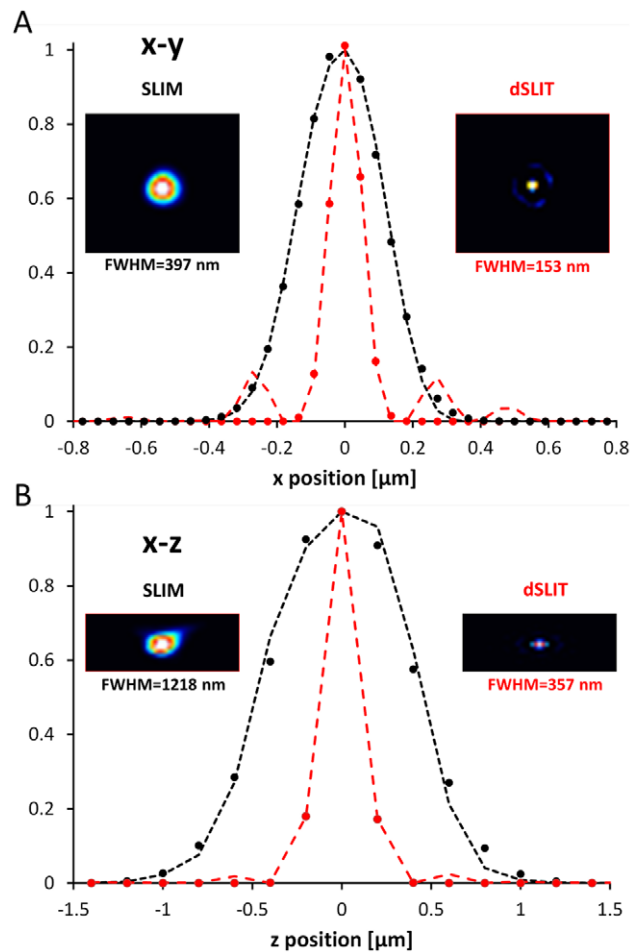 A
x-y
SLIM
dSLIT
FWHM=397 nm
FWHM=153 nm
1
0.8
0.6
0.4
0.2
0
-0.8 -0.6 -0.4 -0.2 0 0.2 0.4 0.6 0.8
x position [µm]
B
x-z
SLIM
dSLIT
FWHM=1218 nm
FWHM=357 nm
1
0.8
0.6
0.4
0.2
0
-1.5 -1 -0.5 0 0.5 1 1.5
z position [µm]